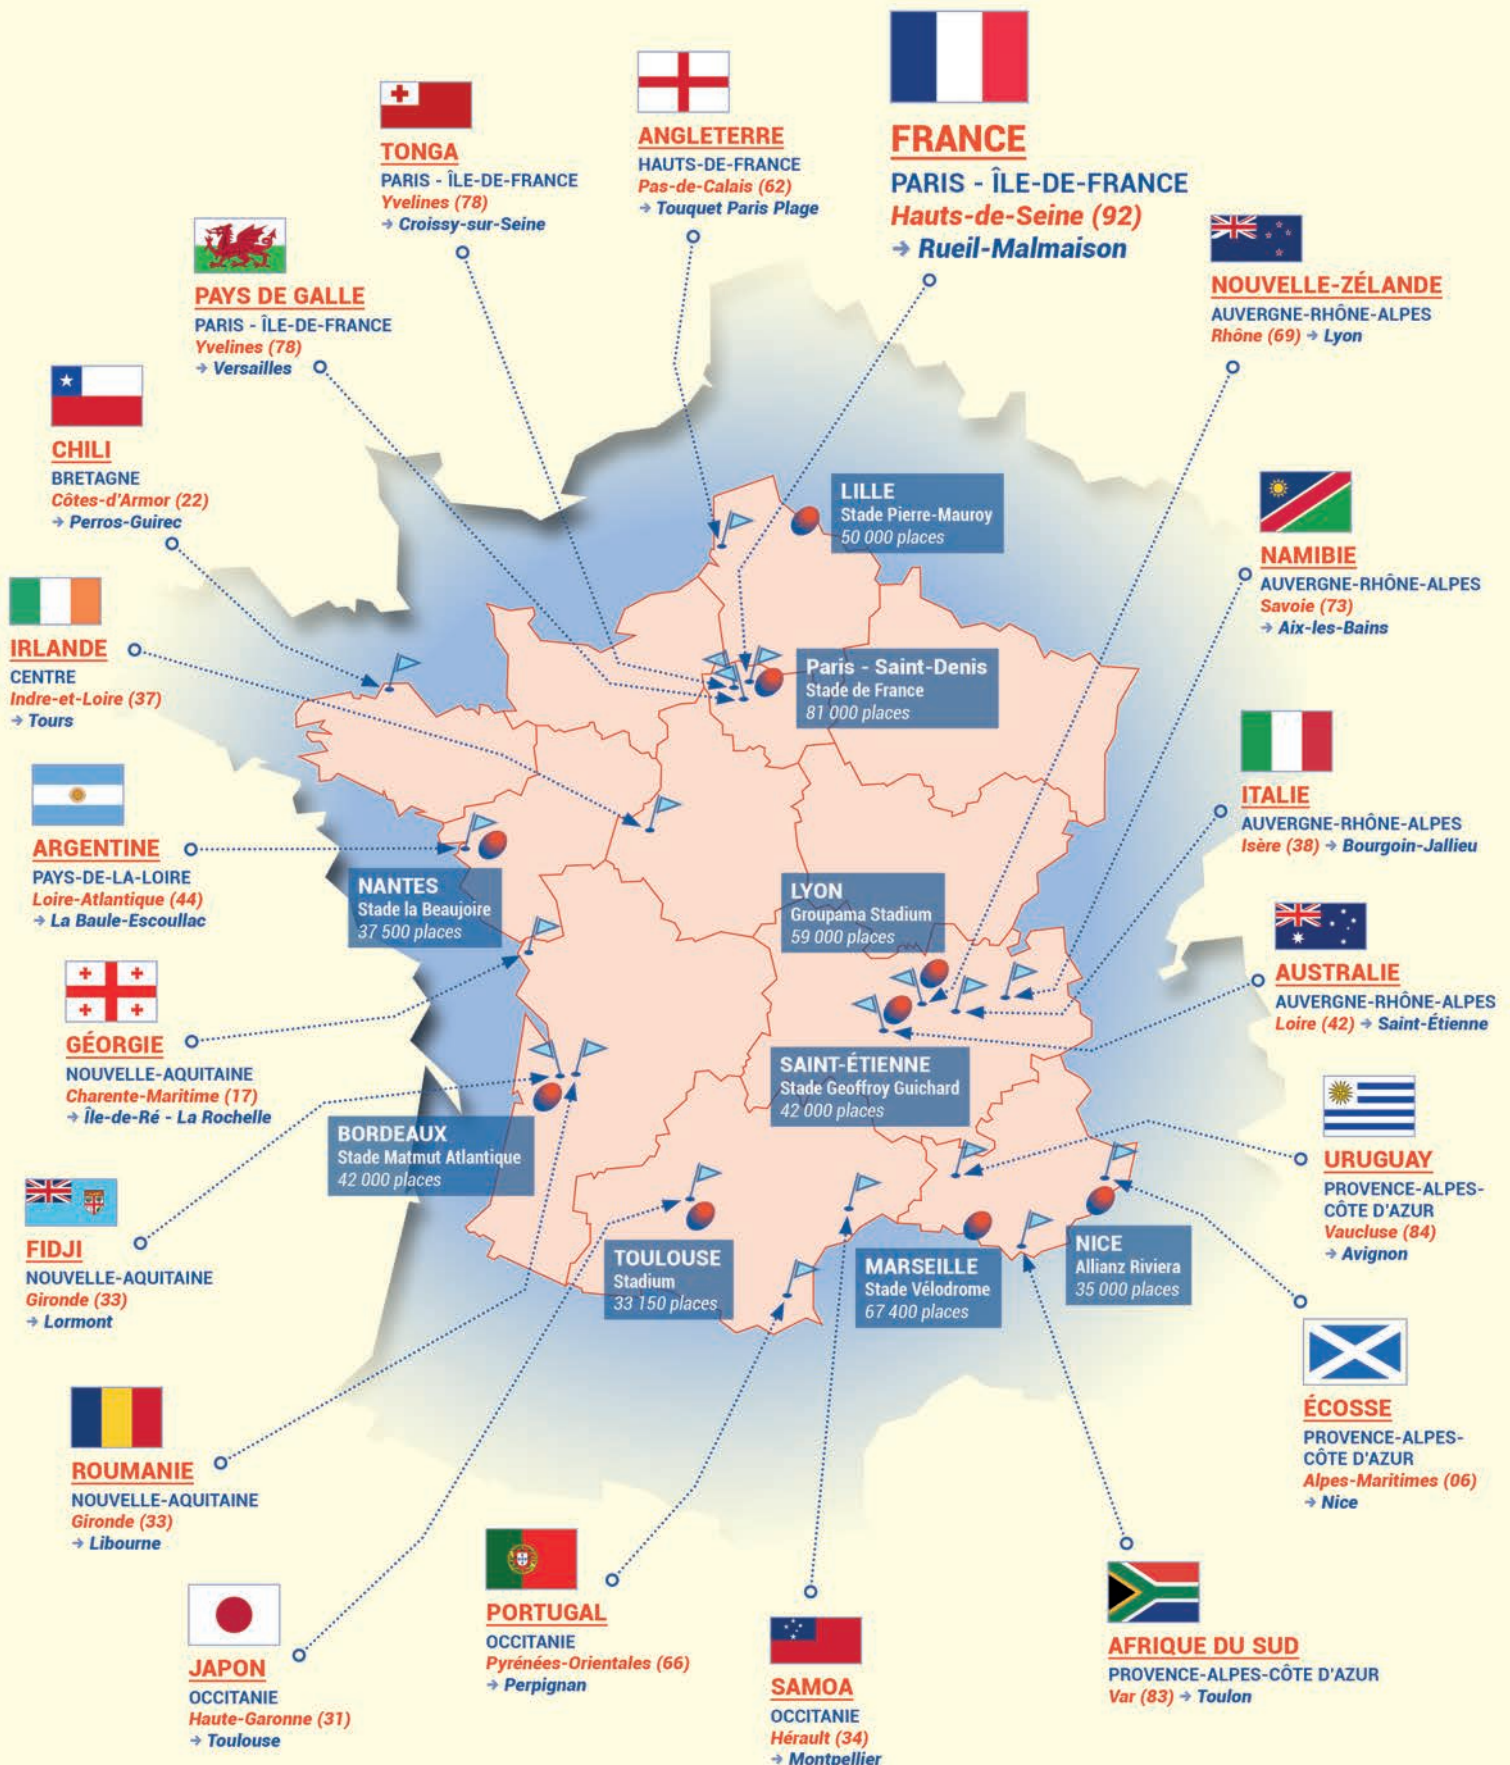 FRANCE
PARIS - ÎLE-DE-FRANCE
Hauts-de-Seine (92)
→ Rueil-Malmaison
ANGLETERRE
HAUTS-DE-FRANCE
Pas-de-Calais (62)
→ Touquet Paris Plage
TONGA
PARIS - ÎLE-DE-FRANCE
Yvelines (78)
→ Croissy-sur-Seine
PAYS DE GALLE
PARIS - ÎLE-DE-FRANCE
Yvelines (78)
→ Versailles
NOUVELLE-ZÉLANDE
AUVERGNE-RHÔNE-ALPES
Rhône (69) → Lyon
CHILI
BRETAGNE
Côtes-d'Armor (22)
→ Perros-Guirec
LILLE
Stade Pierre-Mauroy
50 000 places
NAMIBIE
AUVERGNE-RHÔNE-ALPES
Savoie (73)
→ Aix-les-Bains
IRLANDE
CENTRE
Indre-et-Loire (37)
→ Tours
Paris - Saint-Denis
Stade de France
81 000 places
ITALIE
AUVERGNE-RHÔNE-ALPES
Isère (38) → Bourgoin-Jallieu
ARGENTINE
PAYS-DE-LA-LOIRE
Loire-Atlantique (44)
→ La Baule-Escoullac
NANTES
Stade la Beaujoire
37 500 places
LYON
Groupama Stadium
59 000 places
AUSTRALIE
AUVERGNE-RHÔNE-ALPES
Loire (42) → Saint-Étienne
GÉORGIE
NOUVELLE-AQUITAINE
Charente-Maritime (17)
→ Île-de-Ré - La Rochelle
SAINT-ÉTIENNE
Stade Geoffroy Guichard
42 000 places
BORDEAUX
Stade Matmut Atlantique
42 000 places
URUGUAY
PROVENCE-ALPES-
CÔTE D'AZUR
Vaucluse (84)
→ Avignon
FIDJI
NOUVELLE-AQUITAINE
Gironde (33)
→ Lormont
TOULOUSE
Stadium
33 150 places
MARSEILLE
Stade Vélodrome
67 400 places
NICE
Allianz Riviera
35 000 places
ÉCOSSE
PROVENCE-ALPES-
CÔTE D'AZUR
Alpes-Maritimes (06)
→ Nice
ROUMANIE
NOUVELLE-AQUITAINE
Gironde (33)
→ Libourne
JAPON
OCCITANIE
Haute-Garonne (31)
→ Toulouse
PORTUGAL
OCCITANIE
Pyrénées-Orientales (66)
→ Perpignan
SAMOA
OCCITANIE
Hérault (34)
→ Montpellier
AFRIQUE DU SUD
PROVENCE-ALPES-CÔTE D'AZUR
Var (83) → Toulon